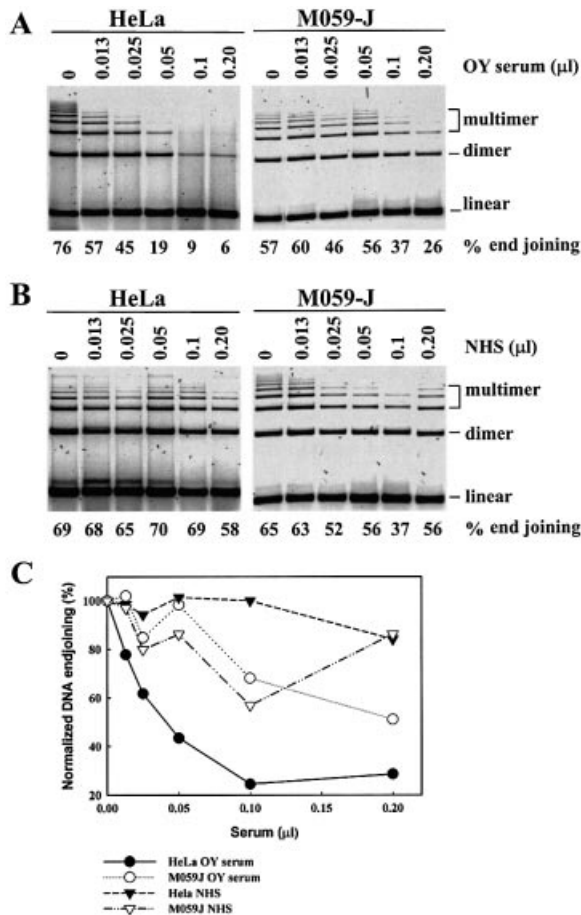 A
HeLa M059-J
0 0.013 0.025 0.05 0.1 0.20 0 0.013 0.025 0.05 0.1 0.20 OY serum (µl)
multimer
dimer
linear
76 57 45 19 9 6 57 60 46 56 37 26 % end joining
B
HeLa M059-J
0 0.013 0.025 0.05 0.1 0.20 0 0.013 0.025 0.05 0.1 0.20 NHS (µl)
multimer
dimer
linear
69 68 65 70 69 58 65 63 52 56 37 56 % end joining
C
Normalized DNA endjoining (%)
100
80
60
40
20
0.00 0.05 0.10 0.15 0.20
Serum (µl)
HeLa OY serum
M059J OY serum
Hela NHS
M059J NHS